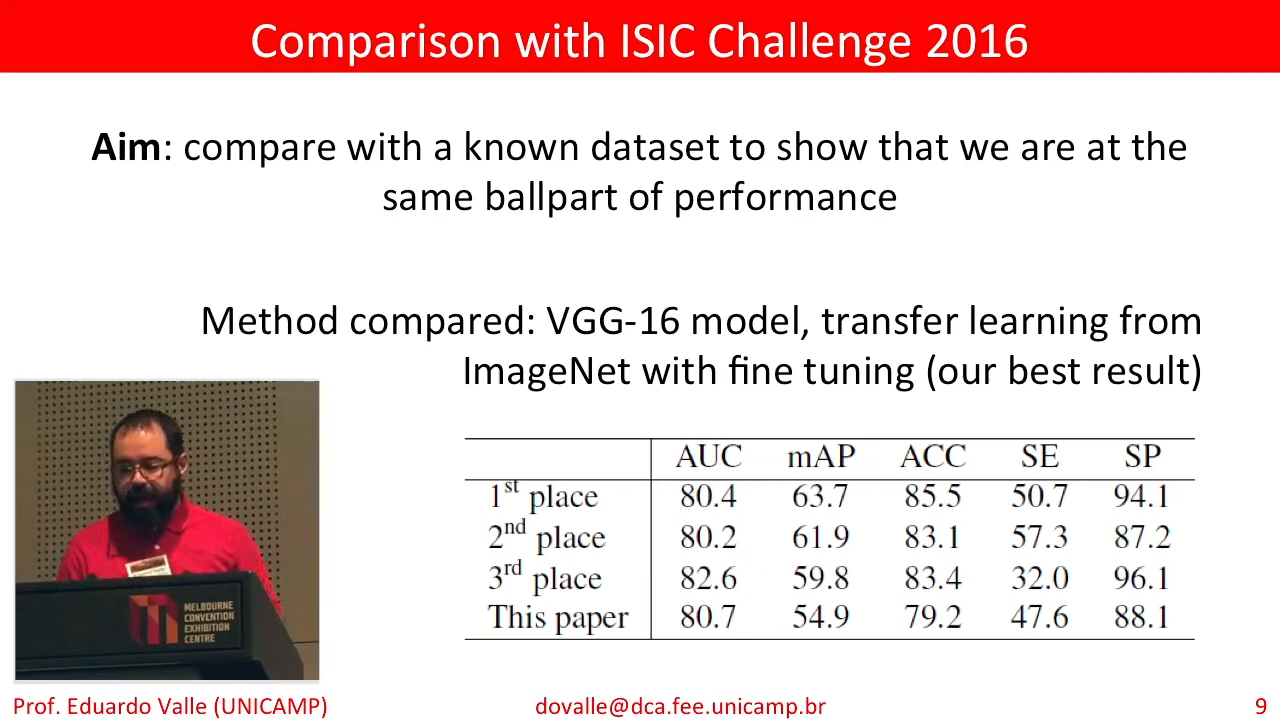 Comparison with ISIC Challenge 2016
Aim: compare with a known dataset to show that we are at the
same ballpart of performance
Method compared: VGG-16 model, transfer learning from
ImageNet with fine tuning (our best result)
AUC mAP ACC SE SP
1st place 80.4 63.7 85.5 50.7 94.1
2nd place 80.2 61.9 83.1 57.3 87.2
3rd place 82.6 59.8 83.4 32.0 96.1
This paper 80.7 54.9 79.2 47.6 88.1
MELBOURNE
CONVENTION
EXHIBITION
CENTRE
Prof. Eduardo Valle (UNICAMP) dovalle@dca.fee.unicamp.br 9